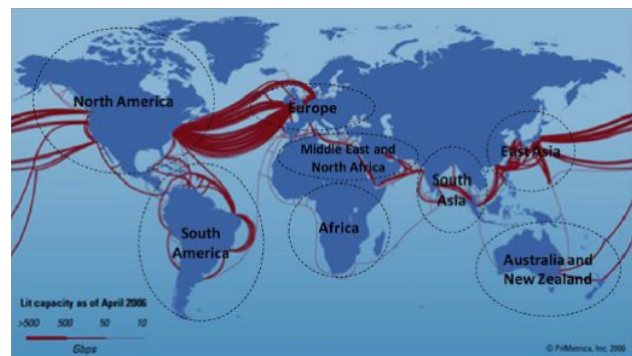 North America
Europe
Middle East and
North Africa
East Asia
South
Asia
Africa
South
America
Australia and
New Zealand
Lit capacity as of April 2006
>500 500 50 10
Gbps
© PriMetrica, Inc. 2006